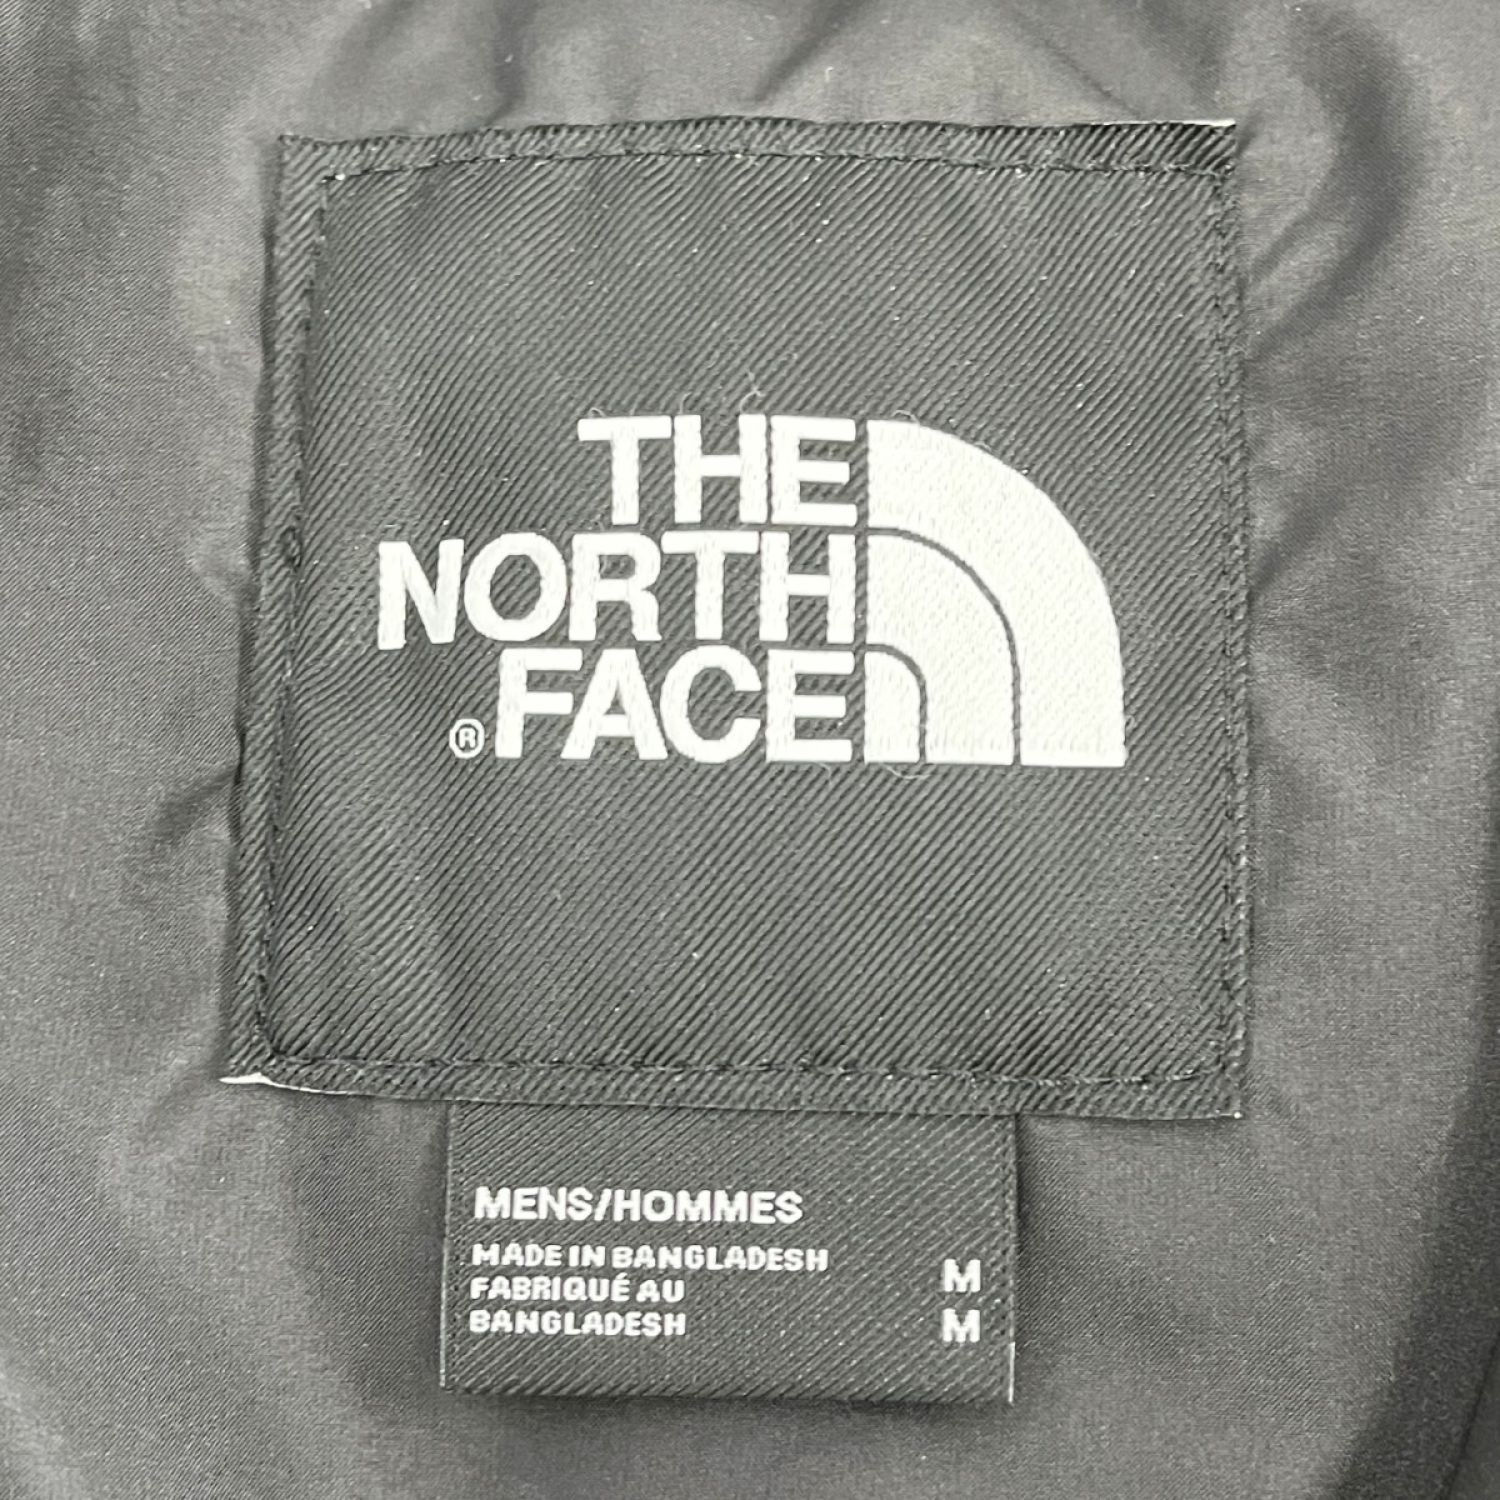 THE
NORTH
® FACE
MENS/HOMMES
MADE IN BANGLADESH M
FABRIQUÉ AU
BANGLADESH M